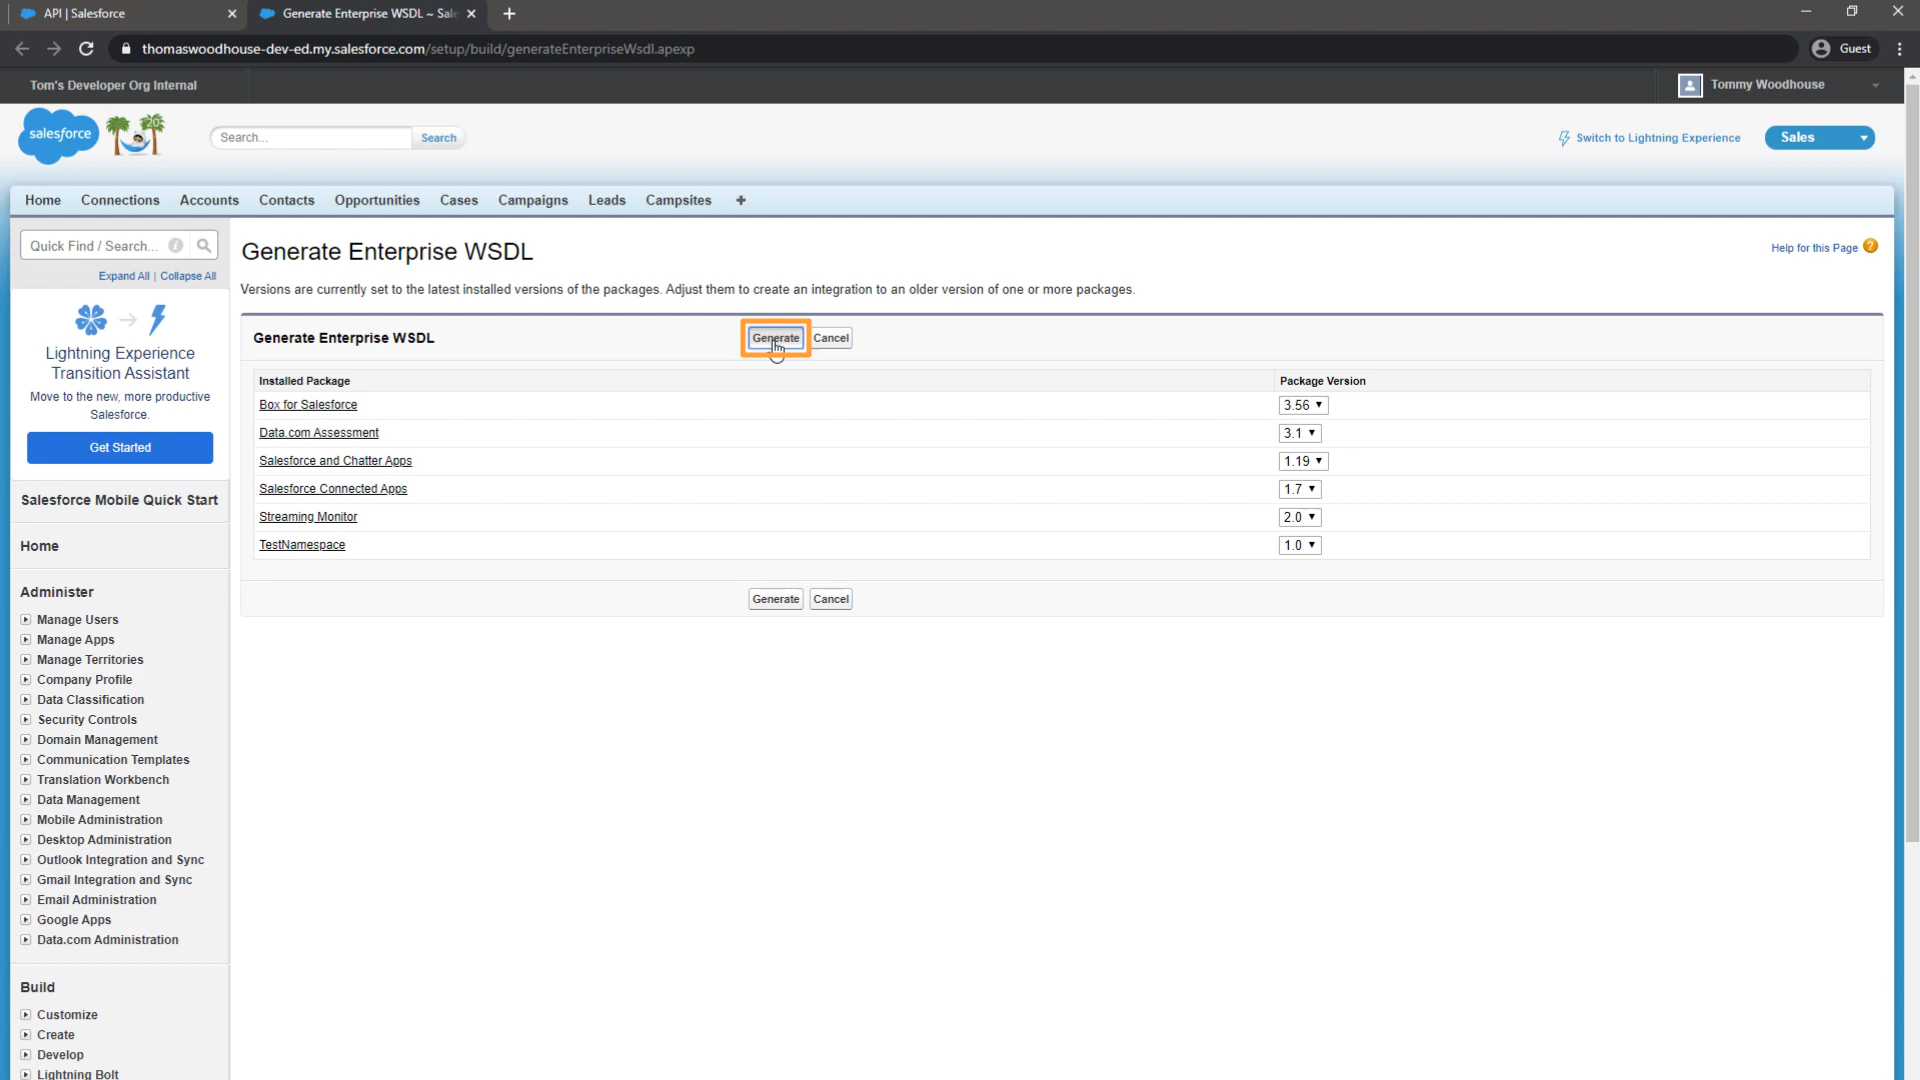 API | Salesforce
Generate Enterprise WSDL ~ Sale
thomaswoodhouse-dev-ed.my.salesforce.com/setup/build/generateEnterpriseWsdl.apexp
Guest
Tom's Developer Org Internal
Tommy Woodhouse
salesforce
20
Search...
Search
Switch to Lightning Experience
Sales
Home Connections Accounts Contacts Opportunities Cases Campaigns Leads Campsites +
Quick Find / Search...
Expand All | Collapse All
Lightning Experience
Transition Assistant
Move to the new, more productive
Salesforce.
Get Started
Salesforce Mobile Quick Start
Home
Administer
Manage Users
Manage Apps
Manage Territories
Company Profile
Data Classification
Security Controls
Domain Management
Communication Templates
Translation Workbench
Data Management
Mobile Administration
Desktop Administration
Outlook Integration and Sync
Gmail Integration and Sync
Email Administration
Google Apps
Data.com Administration
Build
Customize
Create
Develop
Lightning Bolt
Generate Enterprise WSDL
Help for this Page
Versions are currently set to the latest installed versions of the packages. Adjust them to create an integration to an older version of one or more packages.
Generate Enterprise WSDL
Generate Cancel
Installed Package Package Version
Box for Salesforce 3.56
Data.com Assessment 3.1
Salesforce and Chatter Apps 1.19
Salesforce Connected Apps 1.7
Streaming Monitor 2.0
TestNamespace 1.0
Generate Cancel